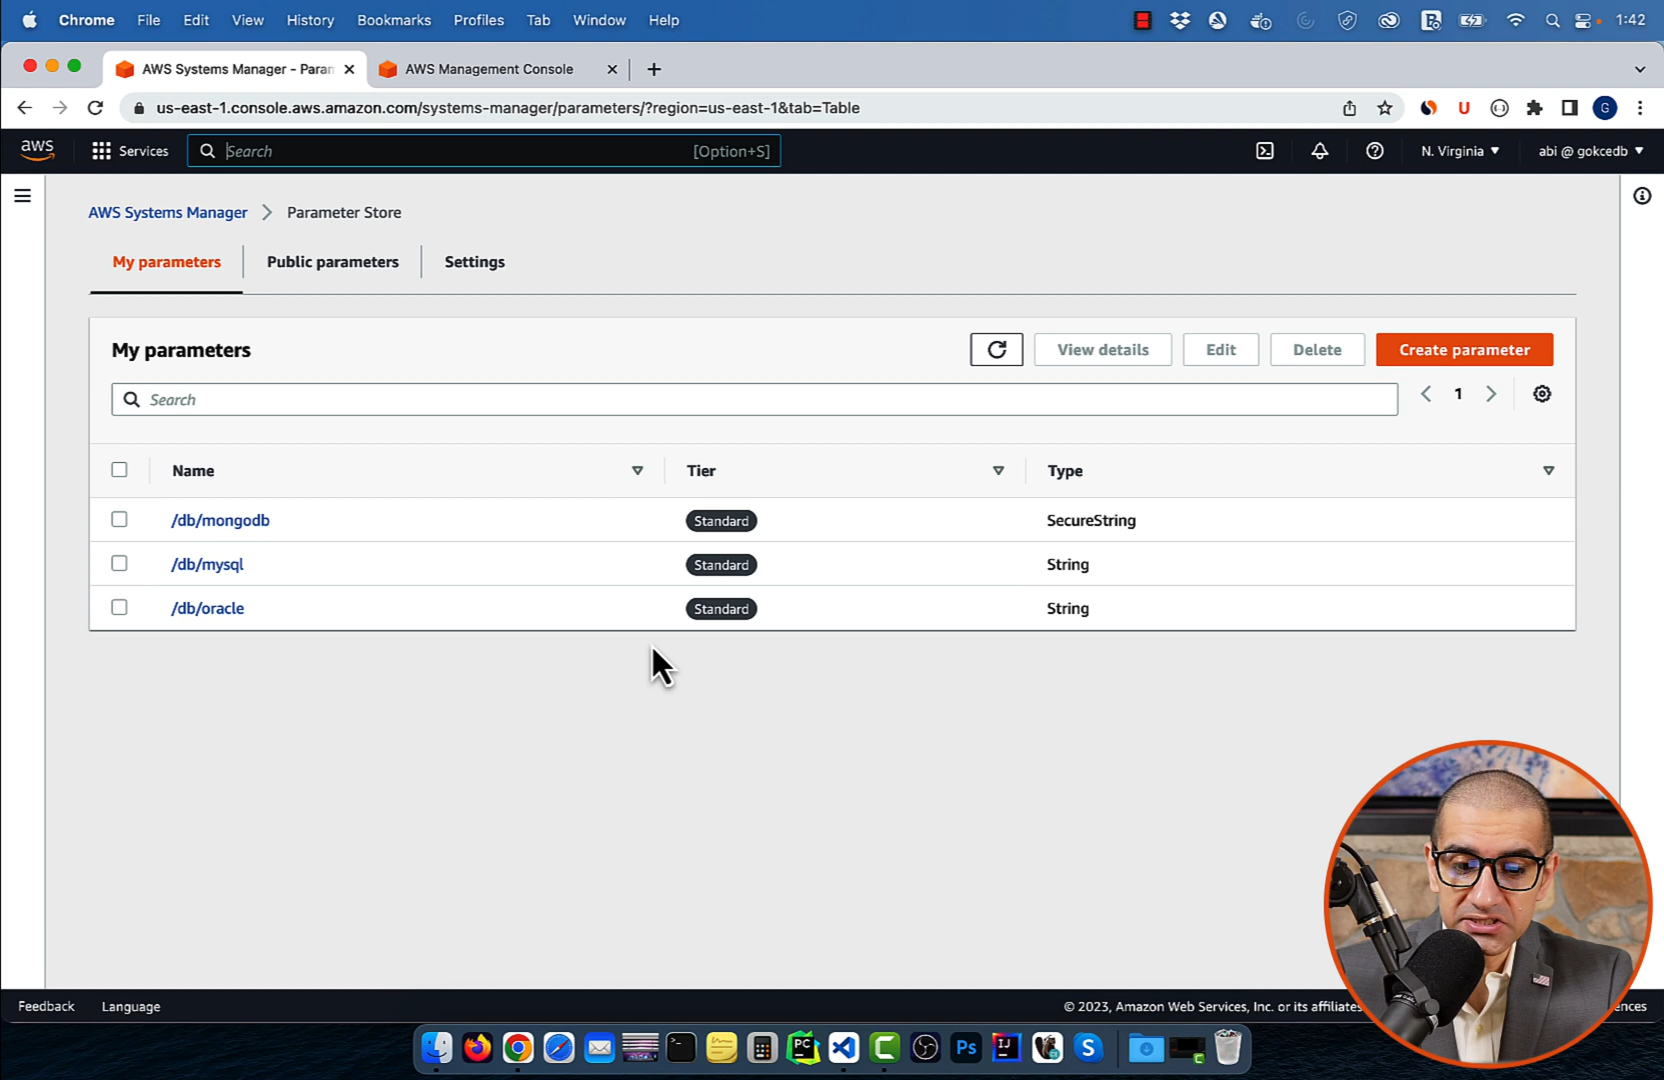 Chrome File Edit View History Bookmarks Profiles Tab Window Help 1:42
AWS Systems Manager - Param AWS Management Console
us-east-1.console.aws.amazon.com/systems-manager/parameters/?region=us-east-1&tab=Table G
aws Services Search [Option+S] N. Virginia abi @ gokcedb
AWS Systems Manager Parameter Store
My parameters Public parameters Settings
My parameters View details Edit Delete Create parameter
Search 1
Name Tier Type
/db/mongodb Standard SecureString
/db/mysql Standard String
/db/oracle Standard String
Feedback Language © 2023, Amazon Web Services, Inc. or its affiliates. ences
PC Ps IJ S